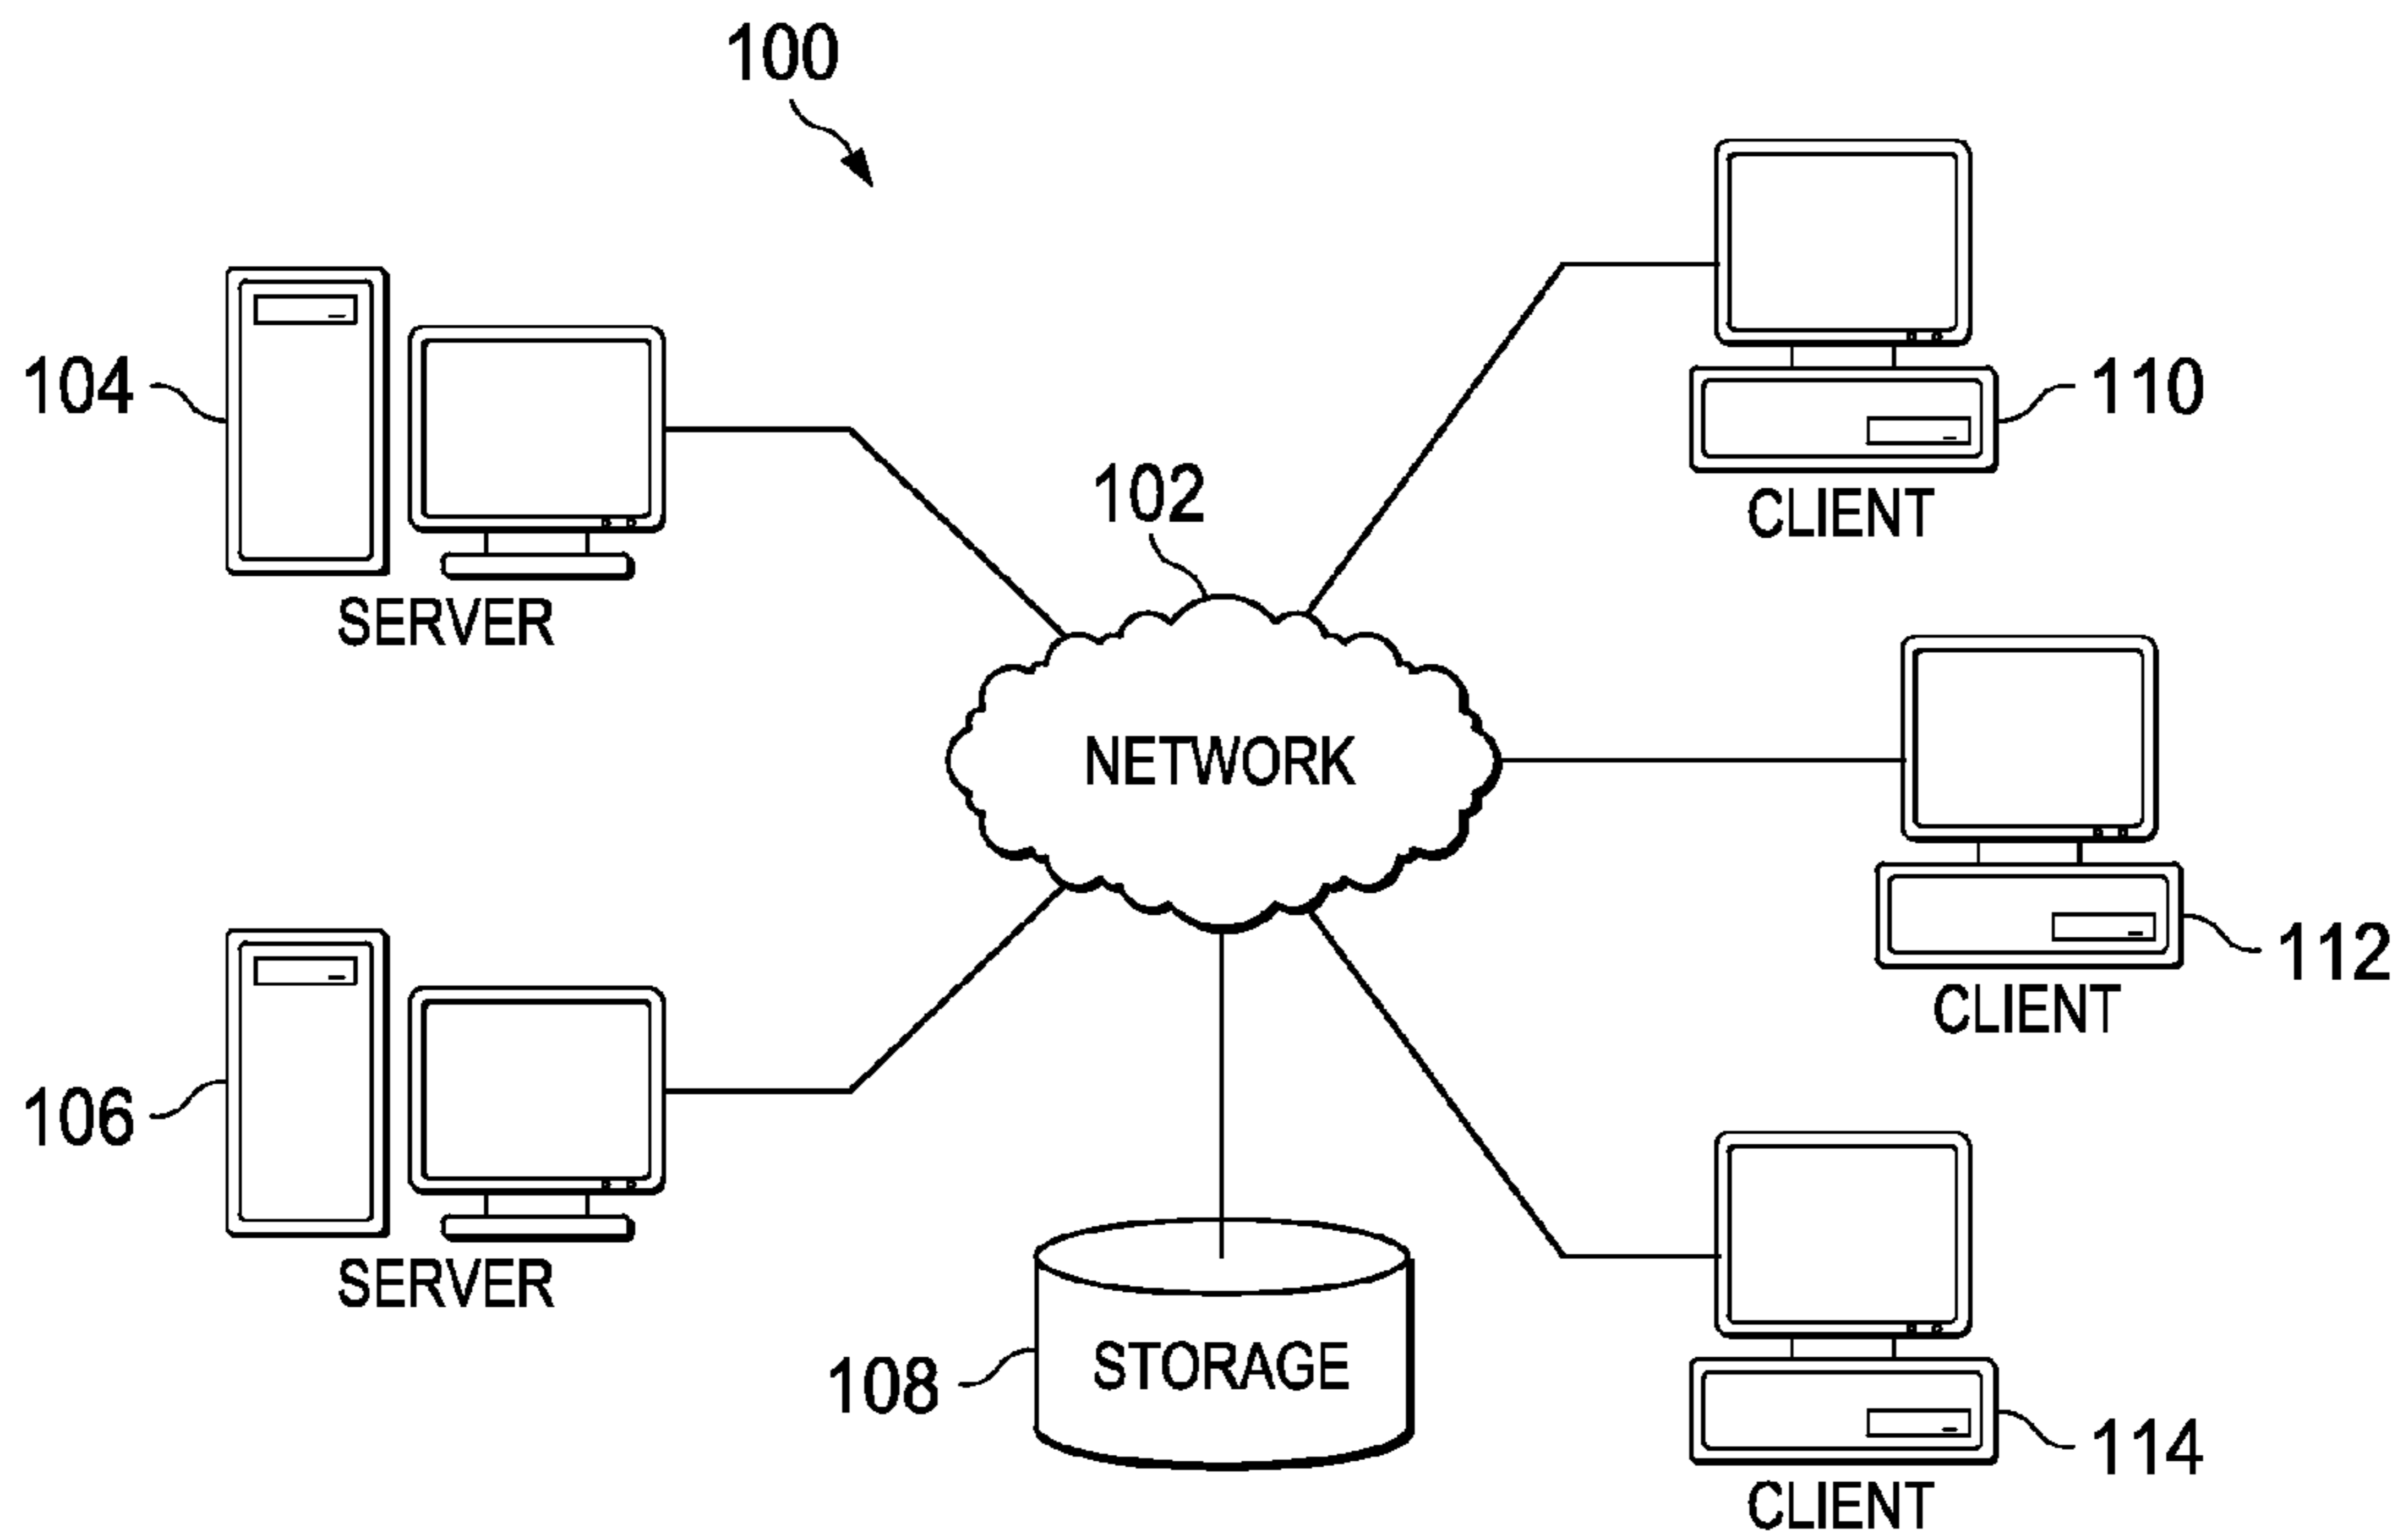 100
104
SERVER
110
CLIENT
102
NETWORK
112
CLIENT
106
SERVER
108
STORAGE
114
CLIENT